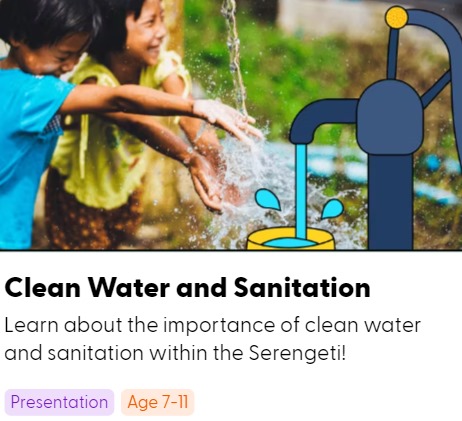 Clean Water and Sanitation
Learn about the importance of clean water
and sanitation within the Serengeti!
Presentation
Age 7-11